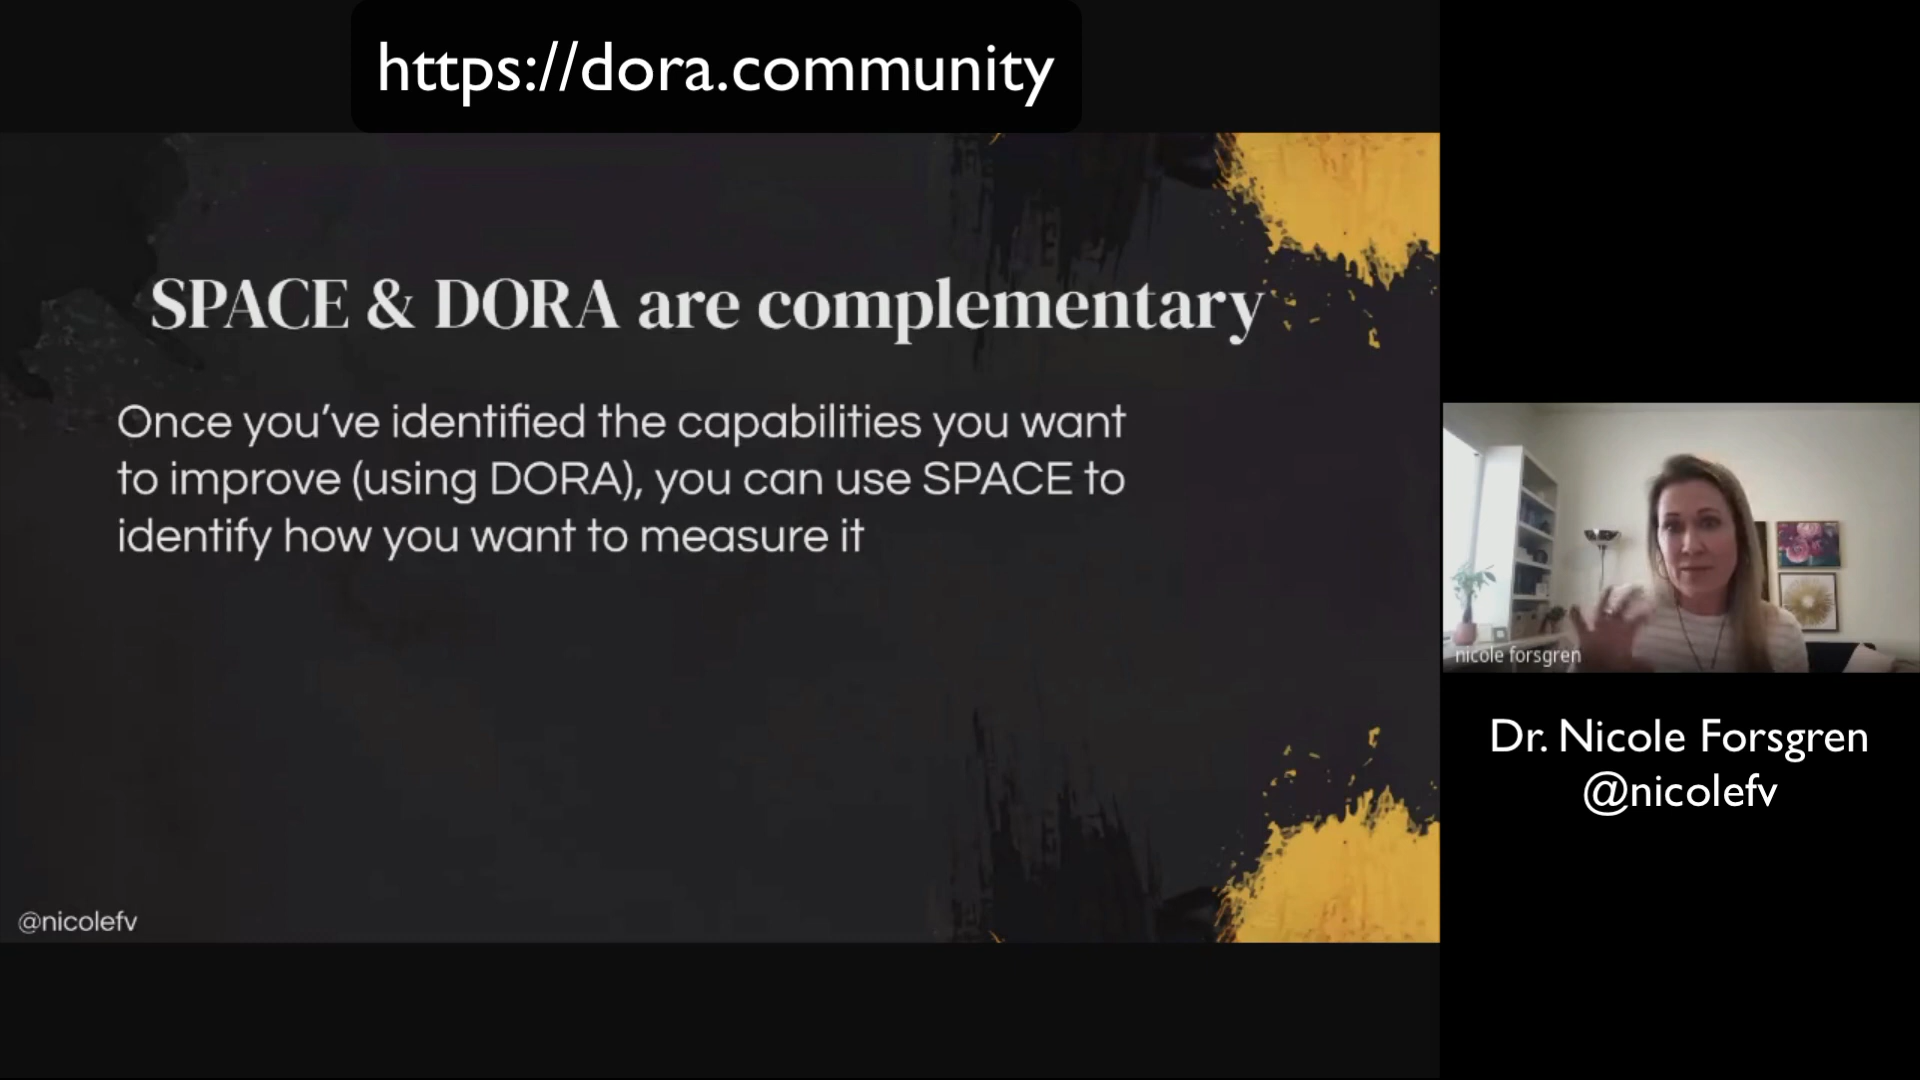 https://dora.community
SPACE & DORA are complementary
Once you’ve identified the capabilities you want
to improve (using DORA), you can use SPACE to
identify how you want to measure it
@nicolefv
nicole forsgren
Dr. Nicole Forsgren
@nicolefv